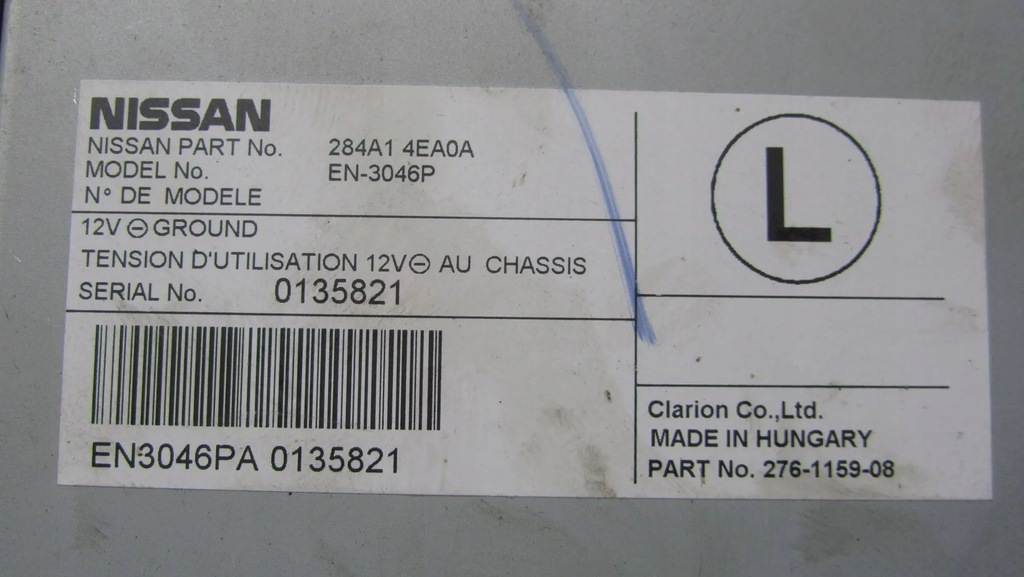 NISSAN
NISSAN PART No. 284A1 4EA0A
MODEL No. EN-3046P
N° DE MODELE
12V ⊖ GROUND
TENSION D'UTILISATION 12V⊖ AU CHASSIS
SERIAL No. 0135821
EN3046PA 0135821
L
Clarion Co.,Ltd.
MADE IN HUNGARY
PART No. 276-1159-08